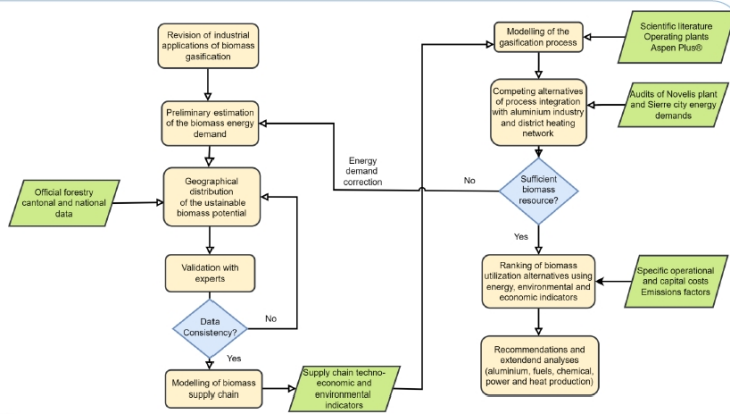 Revision of industrial
applications of biomass
gasification
Preliminary estimation
of the biomass energy
demand
Official forestry
cantonal and national
data
Geographical
distribution
of the ustainable
biomass potential
Validation with
experts
Data
Consistency?
No
Yes
Modelling of biomass
supply chain
Supply chain techno-
economic and
environmental
indicators
Modelling of the
gasification process
Scientific literature
Operating plants
Aspen Plus®
Competing alternatives
of process integration
with aluminium industry
and district heating
network
Audits of Novelis plant
and Sierre city energy
demands
Sufficient
biomass
resource?
No
Energy
demand
correction
Yes
Ranking of biomass
utilization alternatives using
energy, environmental and
economic indicators
Specific operational
and capital costs
Emissions factors
Recommendations and
extendend analyses
(aluminium, fuels, chemical,
power and heat production)